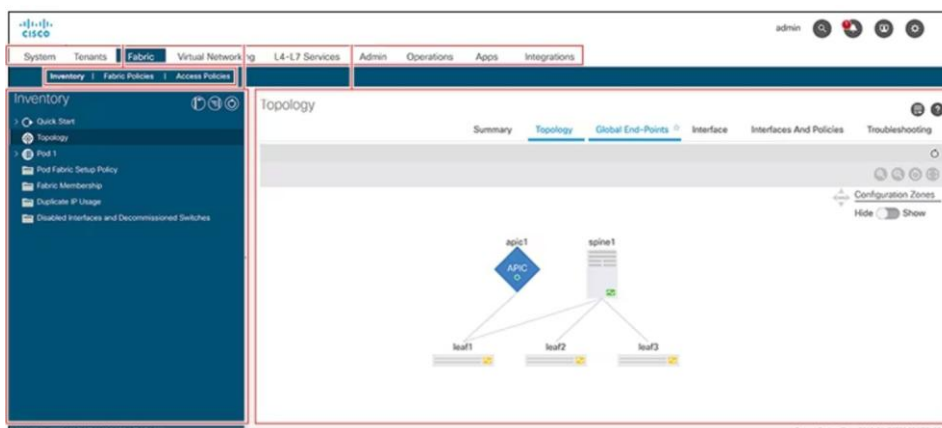 CISCO
admin
System Tenants Fabric Virtual Networking L4-L7 Services Admin Operations Apps Integrations
Inventory | Fabric Policies | Access Policies
Inventory
Quick Start
Topology
Pod 1
Pod Fabric Setup Policy
Fabric Membership
Duplicate IP Usage
Disabled Interfaces and Decommissioned Switches
Topology
Summary Topology Global End-Points Interface Interfaces And Policies Troubleshooting
Configuration Zones
Hide Show
apic1 spine1
APIC
leaf1 leaf2 leaf3